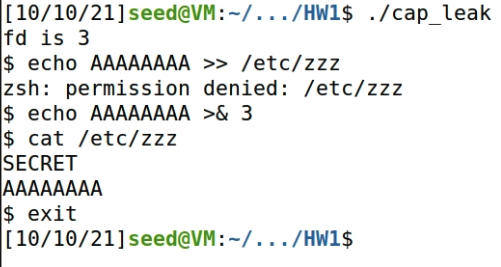 [10/10/21]seed@VM:~/.../HW1$ ./cap_leak
fd is 3
$ echo AAAAAAAA >> /etc/zzz
zsh: permission denied: /etc/zzz
$ echo AAAAAAAA >& 3
$ cat /etc/zzz
SECRET
AAAAAAAA
$ exit
[10/10/21]seed@VM:~/.../HW1$